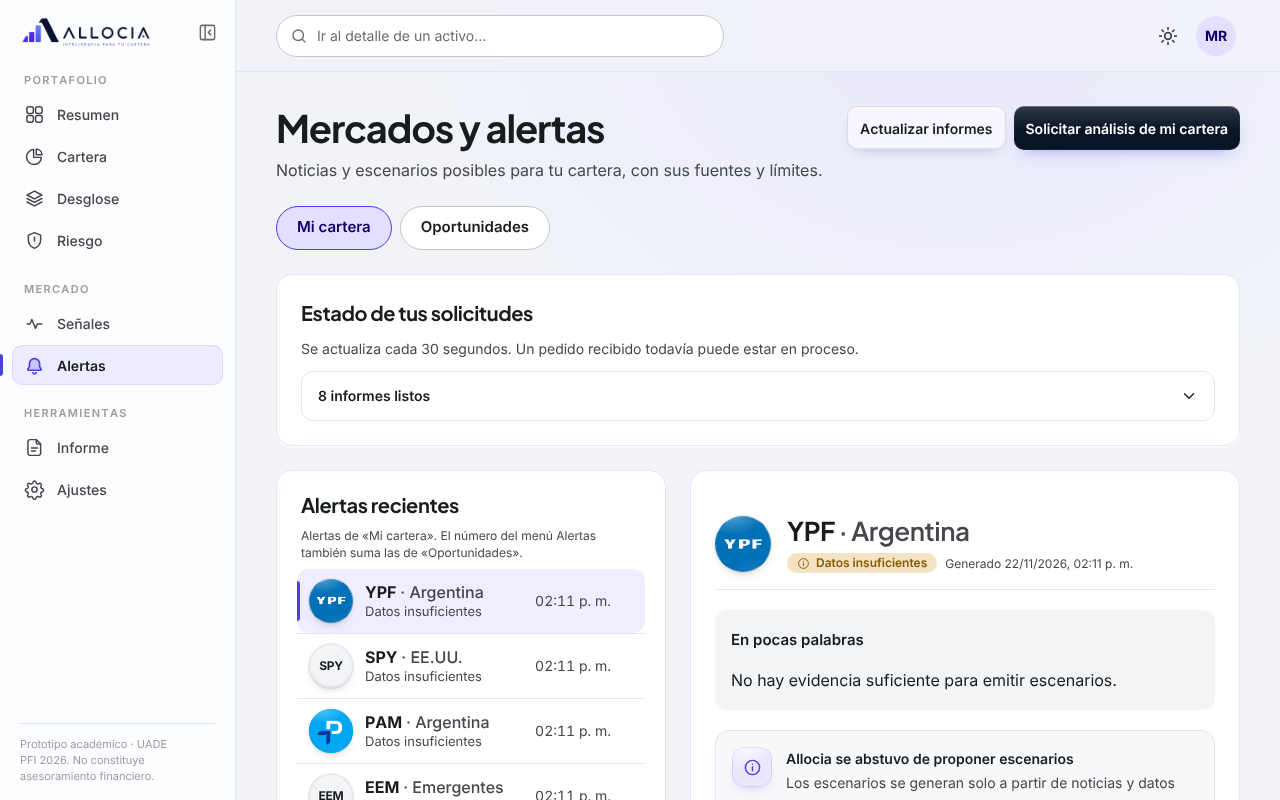 ALLOCIA
INTELIGENCIA PARA TU CARTERA
Ir al detalle de un activo...
MR
PORTAFOLIO
Resumen
Cartera
Desglose
Riesgo
MERCADO
Señales
Alertas
HERRAMIENTAS
Informe
Ajustes
Prototipo académico · UADE
PFI 2026. No constituye
asesoramiento financiero.
Mercados y alertas
Actualizar informes
Solicitar análisis de mi cartera
Noticias y escenarios posibles para tu cartera, con sus fuentes y límites.
Mi cartera
Oportunidades
Estado de tus solicitudes
Se actualiza cada 30 segundos. Un pedido recibido todavía puede estar en proceso.
8 informes listos
Alertas recientes
Alertas de «Mi cartera». El número del menú Alertas
también suma las de «Oportunidades».
YPF
YPF · Argentina
Datos insuficientes
02:11 p. m.
SPY
SPY · EE.UU.
Datos insuficientes
02:11 p. m.
PAM · Argentina
Datos insuficientes
02:11 p. m.
EEM
EEM · Emergentes
02:11 p. m.
YPF
YPF · Argentina
Datos insuficientes
Generado 22/11/2026, 02:11 p. m.
En pocas palabras
No hay evidencia suficiente para emitir escenarios.
Allocia se abstuvo de proponer escenarios
Los escenarios se generan solo a partir de noticias y datos